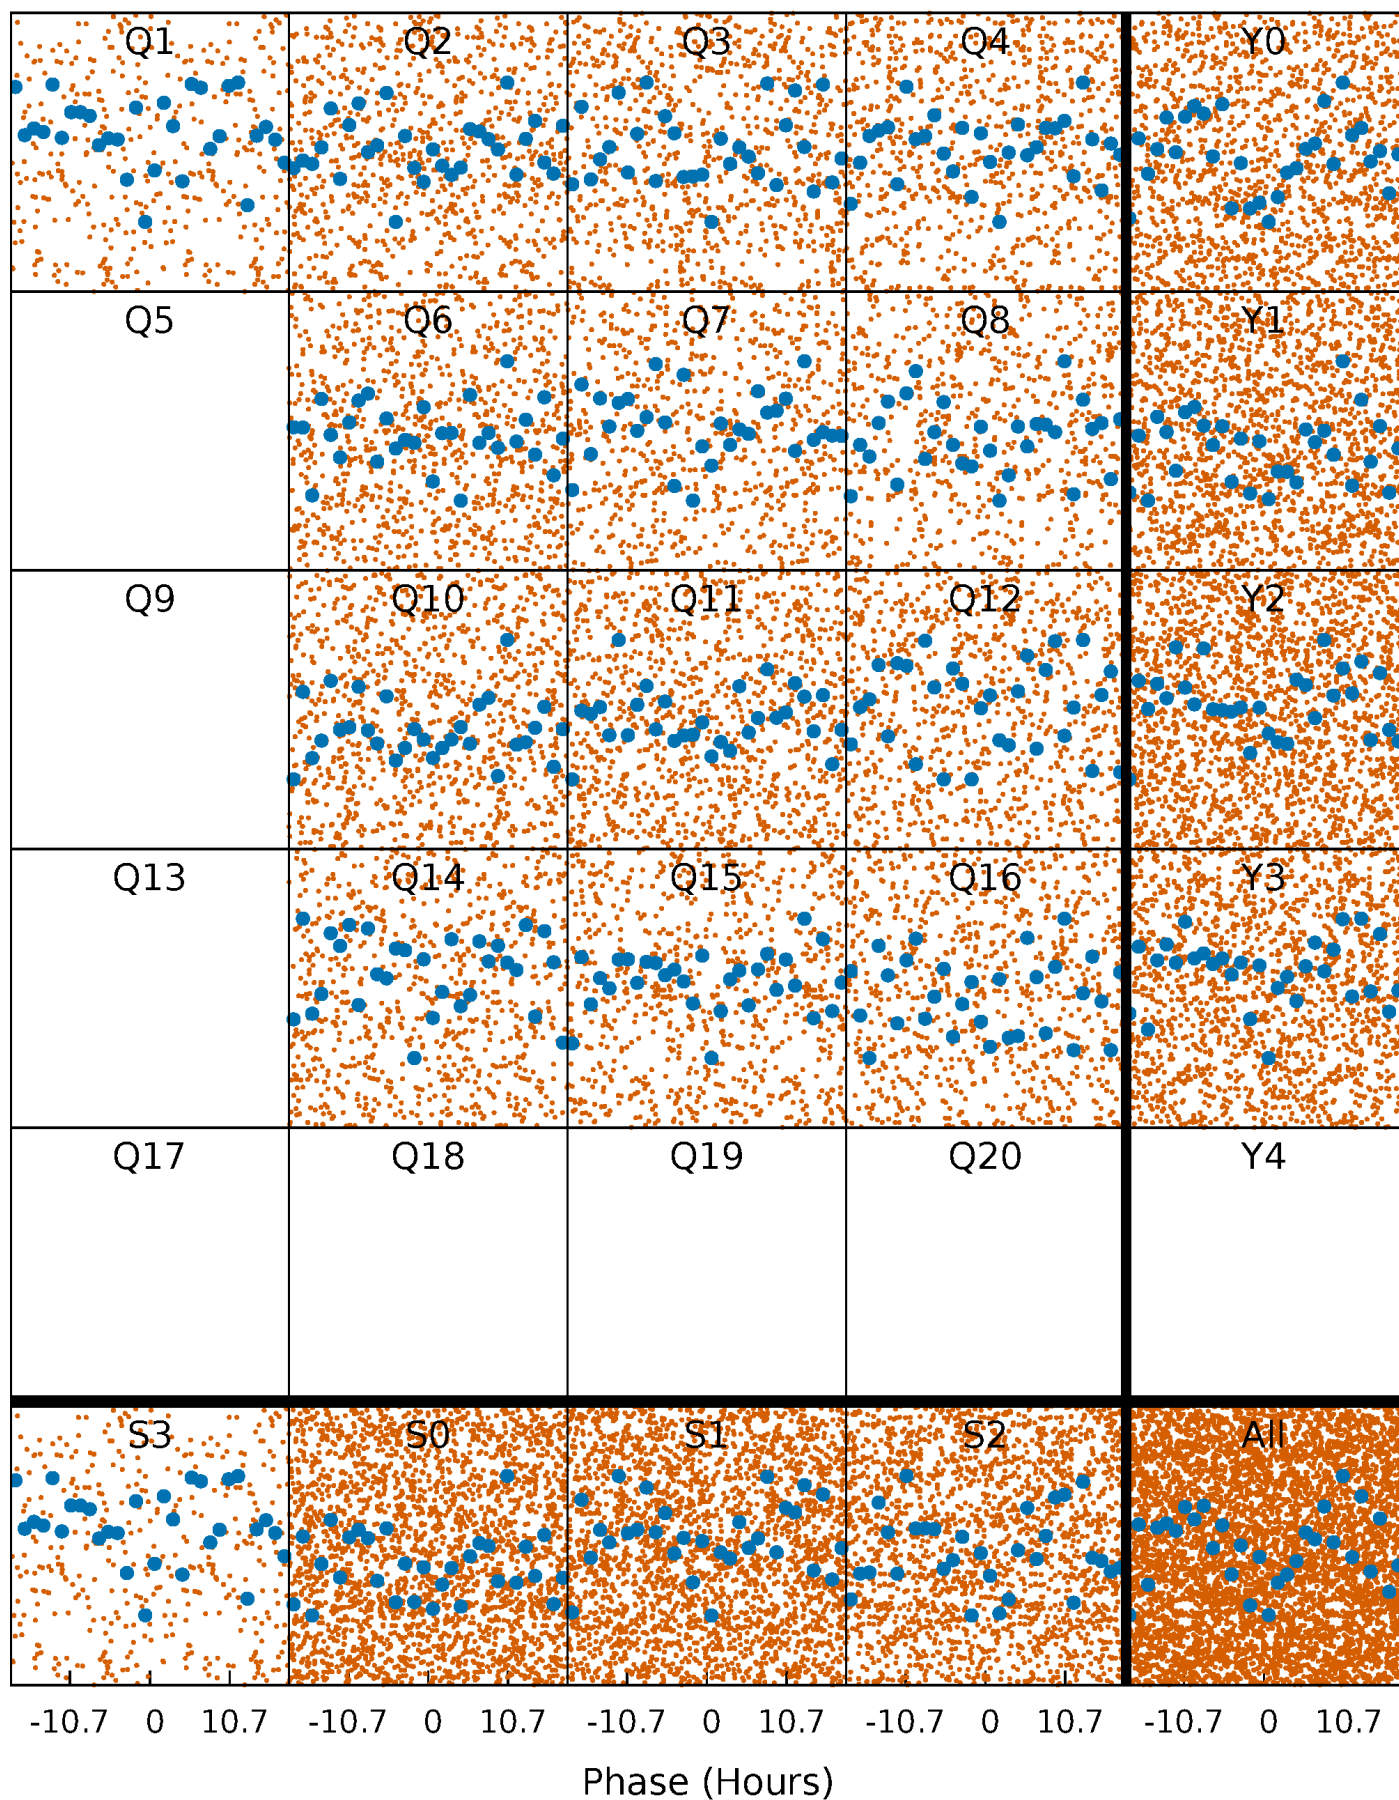 Q1 Q2 Q3 Q4 Y0
Q5 Q6 Q7 Q8 Y1
Q9 Q10 Q11 Q12 Y2
Q13 Q14 Q15 Q16 Y3
Q17 Q18 Q19 Q20 Y4
S3 S0 S1 S2 All
-10.7 0 10.7 -10.7 0 10.7 -10.7 0 10.7 -10.7 0 10.7 -10.7 0 10.7
Phase (Hours)